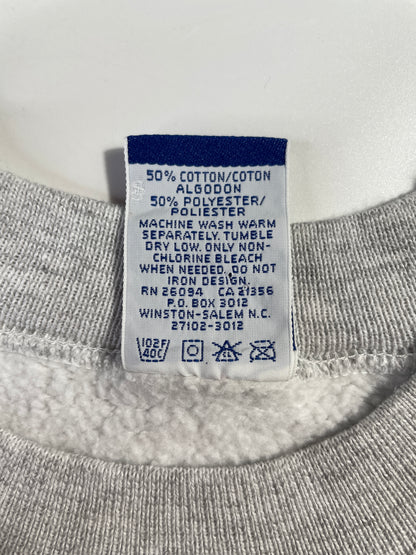 50% COTTON/COTON
ALGODON
50% POLYESTER/
POLIESTER
MACHINE WASH WARM
SEPARATELY. TUMBLE
DRY LOW. ONLY NON-
CHLORINE BLEACH
WHEN NEEDED. DO NOT
IRON DESIGN.
RN 26094 CA 21356
P.O. BOX 3012
WINSTON-SALEM N.C.
27102-3012
102F/
40C CL